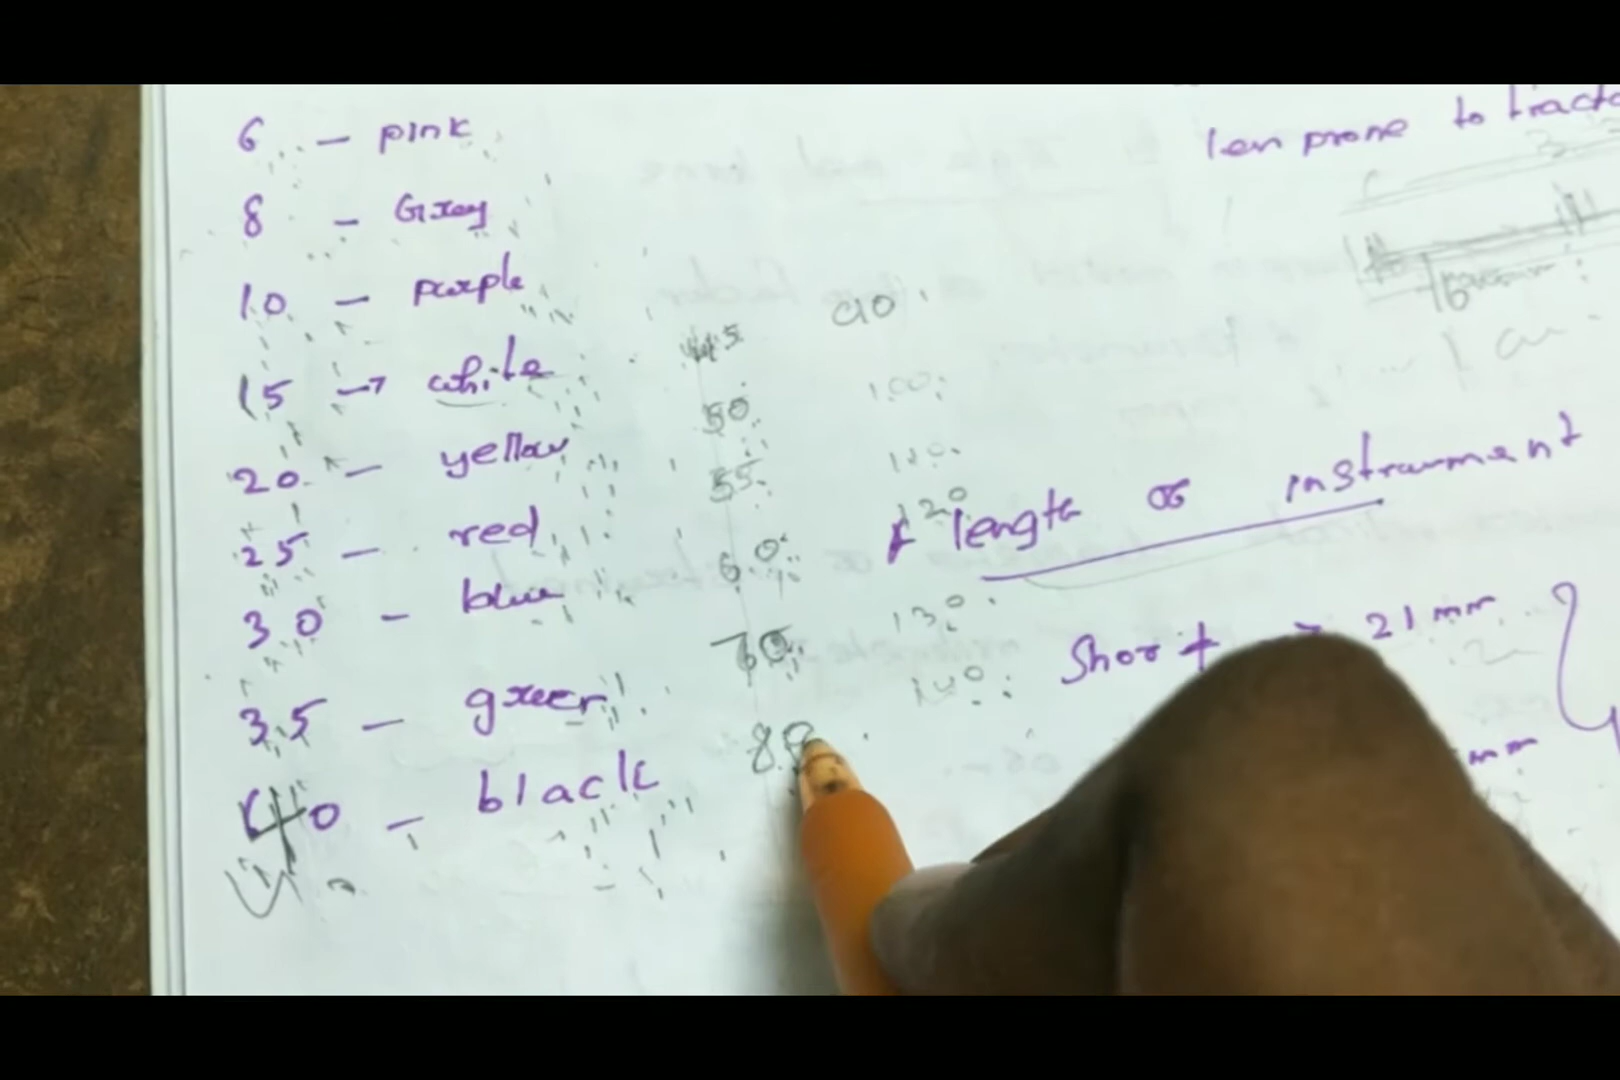 6 - pink
8 - Grey
10 - purple
15 → white
20 - yellow
25 - red
30 - blue
35 - green
40 - black
45
50
55
60
70
80
90
100
110
120
130
140
len prone to
length of instrument
Short - 21 mm
mm